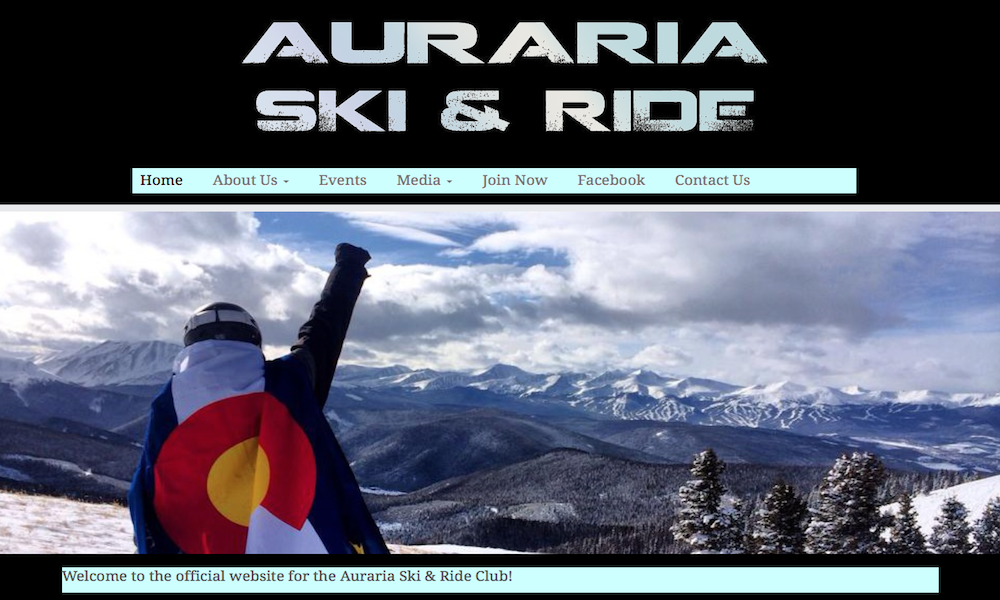 AURARIA
SKI & RIDE
Home About Us Events Media Join Now Facebook Contact Us
Welcome to the official website for the Auraria Ski & Ride Club!